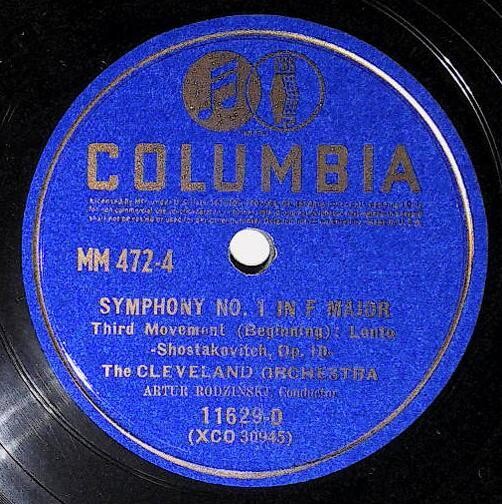 COLUMBIA
MM 472-4
SYMPHONY NO. 1 IN F MAJOR
Third Movement (Beginning): Lento
-Shostakovitch, Op. 10-
The CLEVELAND ORCHESTRA
ARTUR RODZINSKI, Conductor
11629-D
(XCO 30945)